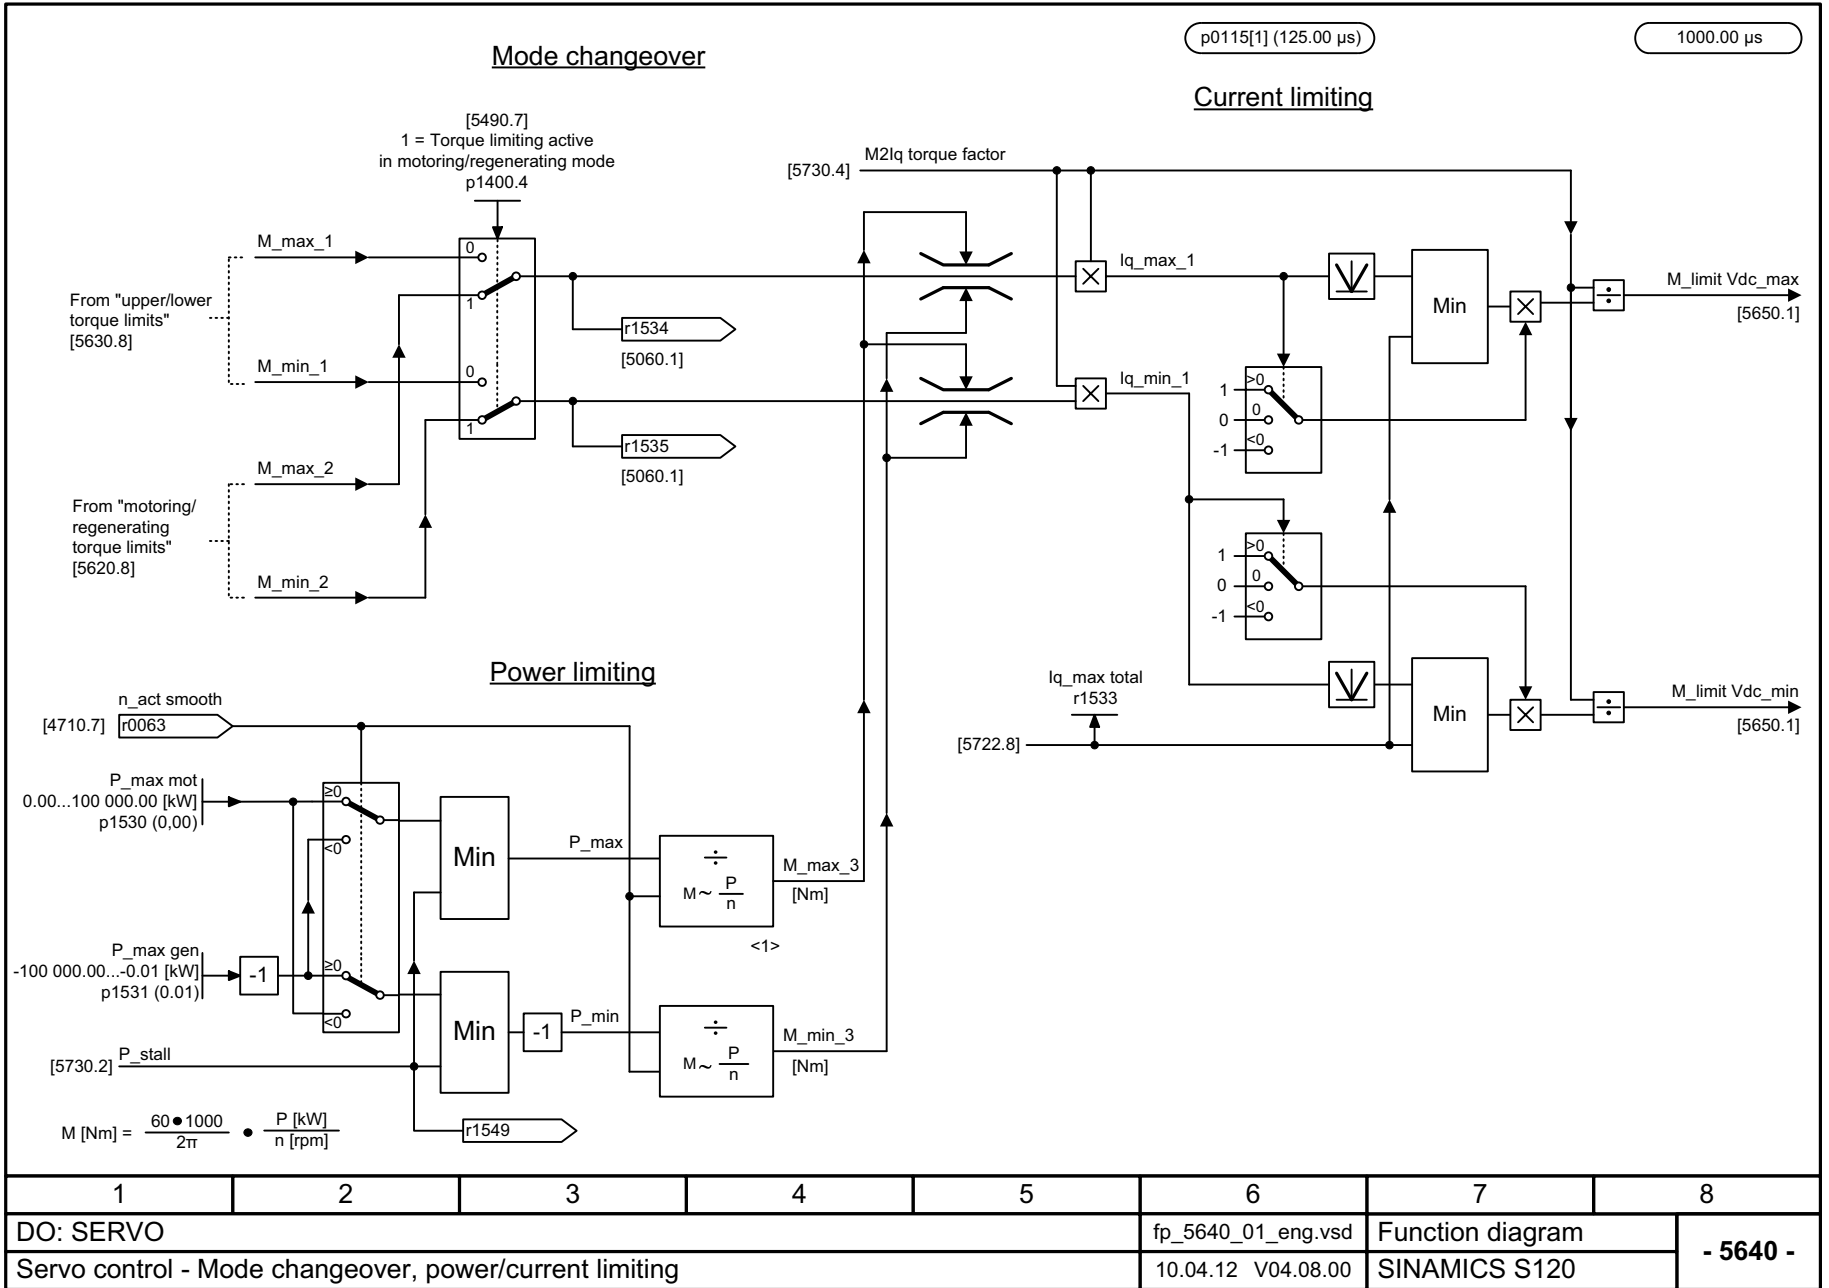 Mode changeover
p0115[1] (125.00 µs)
1000.00 µs
Current limiting
[5490.7]
1 = Torque limiting active
in motoring/regenerating mode
p1400.4
M2Iq torque factor
[5730.4]
M_max_1
0
1
From "upper/lower
torque limits"
[5630.8]
M_min_1
0
1
r1534
[5060.1]
r1535
[5060.1]
M_max_2
From "motoring/
regenerating
torque limits"
[5620.8]
M_min_2
Iq_max_1
Iq_min_1
Min
M_limit Vdc_max
[5650.1]
1
>0
0
0
-1
<0
1
>0
0
0
-1
<0
Iq_max total
r1533
[5722.8]
Min
M_limit Vdc_min
[5650.1]
Power limiting
n_act smooth
[4710.7]
r0063
P_max mot
0.00...100 000.00 [kW]
p1530 (0,00)
≥0
<0
Min
P_max
÷
M ~ P/n
M_max_3
[Nm]
<1>
P_max gen
-100 000.00...-0.01 [kW]
p1531 (0.01)
-1
≥0
<0
Min
-1
P_min
÷
M ~ P/n
M_min_3
[Nm]
[5730.2]
P_stall
r1549
M [Nm] = 60●1000 / 2π ● P [kW] / n [rpm]
1 2 3 4 5 6 7 8
DO: SERVO
fp_5640_01_eng.vsd
Function diagram
- 5640 -
Servo control - Mode changeover, power/current limiting
10.04.12 V04.08.00
SINAMICS S120